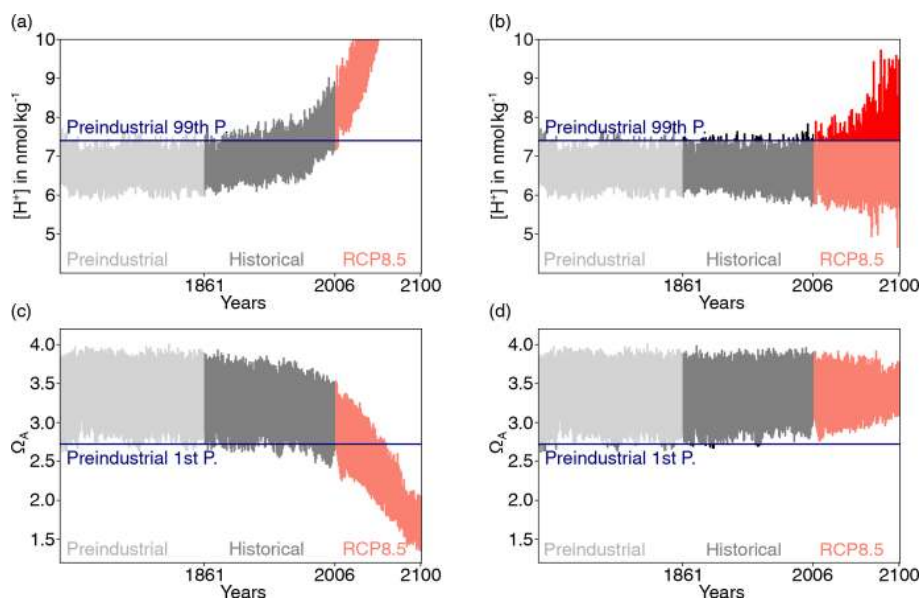 (a)
[H⁺] in nmol kg⁻¹
10
9
8
7
6
5
Preindustrial 99th P.
Preindustrial Historical RCP8.5
1861 2006 2100
Years
(b)
[H⁺] in nmol kg⁻¹
10
9
8
7
6
5
Preindustrial 99th P.
Preindustrial Historical RCP8.5
1861 2006 2100
Years
(c)
Ω_A
4.0
3.5
3.0
2.5
2.0
1.5
Preindustrial 1st P.
Preindustrial Historical RCP8.5
1861 2006 2100
Years
(d)
Ω_A
4.0
3.5
3.0
2.5
2.0
1.5
Preindustrial 1st P.
Preindustrial Historical RCP8.5
1861 2006 2100
Years